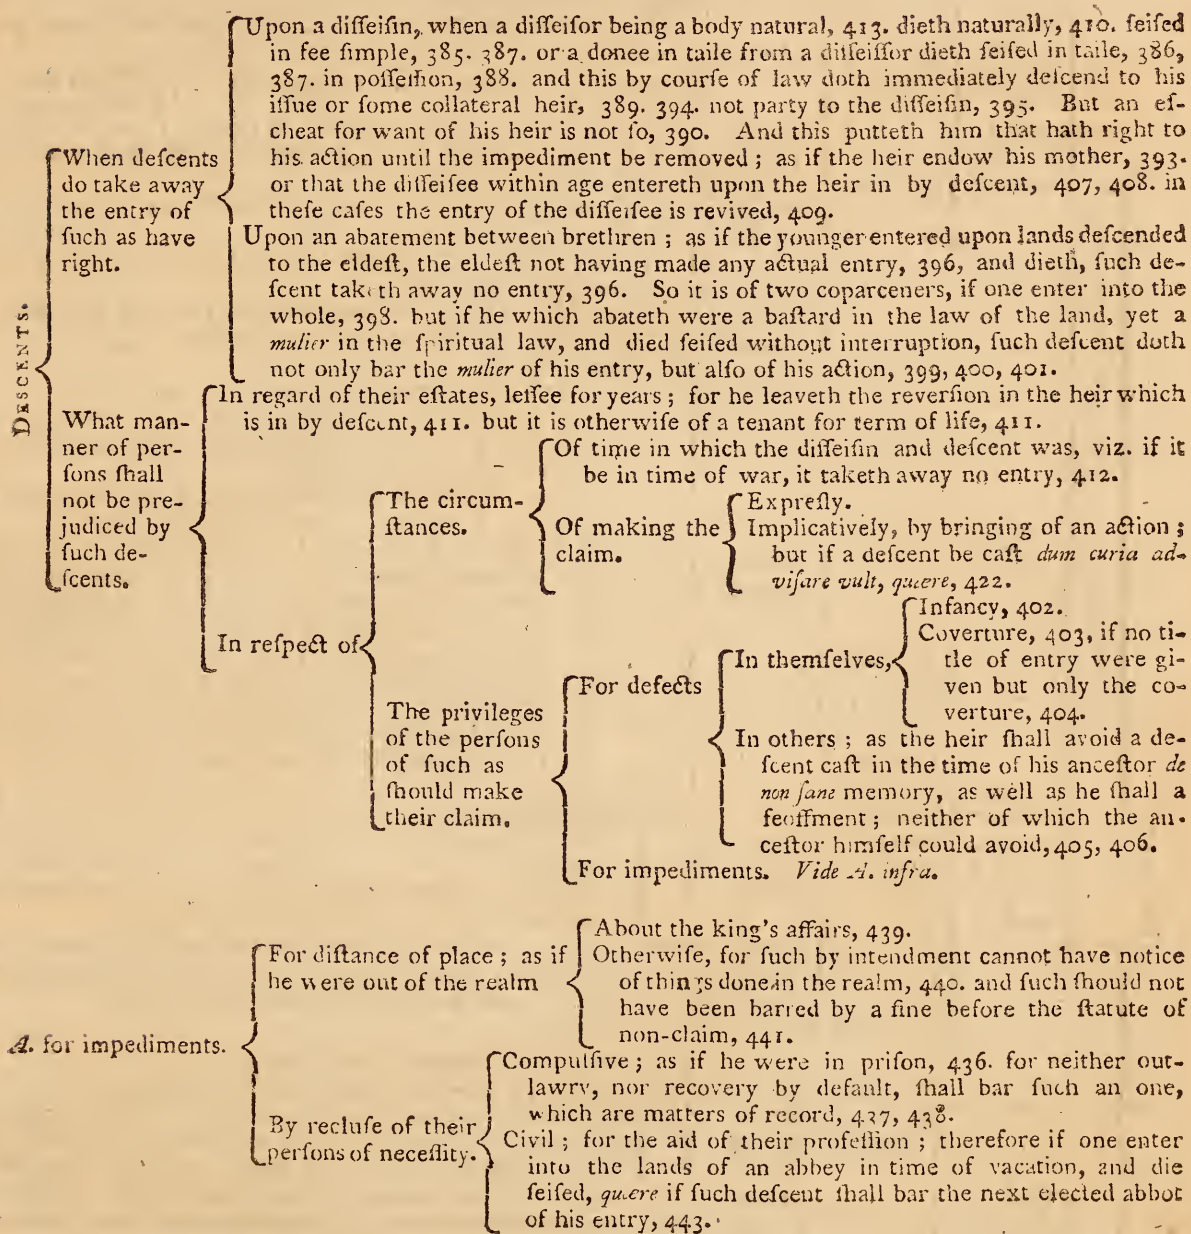 DESCENTS.
When deſcents
do take away
the entry of
ſuch as have
right.
Upon a diſſeiſin, when a diſſeiſor being a body natural, 413. dieth naturally, 410. ſeiſed
in fee ſimple, 385. 387. or a donee in taile from a diſſeiſſor dieth ſeiſed in taile, 386,
387. in poſſeſſion, 388. and this by courſe of law doth immediately deſcend to his
iſſue or ſome collateral heir, 389. 394. not party to the diſſeiſin, 395. But an eſ-
cheat for want of his heir is not ſo, 390. And this putteth him that hath right to
his action until the impediment be removed; as if the heir endow his mother, 393.
or that the diſſeiſee within age entereth upon the heir in by deſcent, 407, 408. in
theſe caſes the entry of the diſſeiſee is revived, 409.
Upon an abatement between brethren; as if the younger entered upon lands deſcended
to the eldeſt, the eldeſt not having made any actual entry, 396, and dieth, ſuch de-
ſcent taketh away no entry, 396. So it is of two coparceners, if one enter into the
whole, 398. but if he which abateth were a baſtard in the law of the land, yet a
mulier in the ſpiritual law, and died ſeiſed without interruption, ſuch deſcent doth
not only bar the mulier of his entry, but alſo of his action, 399, 400, 401.
What man-
ner of per-
ſons ſhall
not be pre-
judiced by
ſuch de-
ſcents.
In regard of their eſtates, leſſee for years; for he leaveth the reverſion in the heir which
is in by deſcent, 411. but it is otherwiſe of a tenant for term of life, 411.
In reſpect of
The circum-
ſtances.
Of time in which the diſſeiſin and deſcent was, viz. if it
be in time of war, it taketh away no entry, 412.
Of making the
claim.
Expreſly.
Implicatively, by bringing of an action;
but if a deſcent be caſt dum curia ad-
viſare vult, quære, 422.
The privileges
of the perſons
of ſuch as
ſhould make
their claim.
For defects
In themſelves,
Infancy, 402.
Coverture, 403, if no ti-
tle of entry were gi-
ven but only the co-
verture, 404.
In others; as the heir ſhall avoid a de-
ſcent caſt in the time of his anceſtor de
non ſane memory, as well as he ſhall a
feoffment; neither of which the an-
ceſtor himſelf could avoid, 405, 406.
For impediments. Vide A. infra.
A. for impediments.
For diſtance of place; as if
he were out of the realm
About the king's affairs, 439.
Otherwiſe, for ſuch by intendment cannot have notice
of things done in the realm, 440. and ſuch ſhould not
have been barred by a fine before the ſtatute of
non-claim, 441.
By recluſe of their
perſons of neceſſity.
Compulſive; as if he were in priſon, 436. for neither out-
lawry, nor recovery by default, ſhall bar ſuch an one,
which are matters of record, 437, 438.
Civil; for the aid of their profeſſion; therefore if one enter
into the lands of an abbey in time of vacation, and die
ſeiſed, quære if ſuch deſcent ſhall bar the next elected abbot
of his entry, 443.